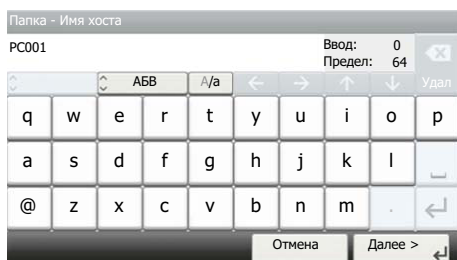 Папка - Имя хоста
PC001
Ввод: 0
Предел: 64
АБВ A/a Удал
q w e r t y u i o p
a s d f g h j k l
@ z x c v b n m .
Отмена Далее >